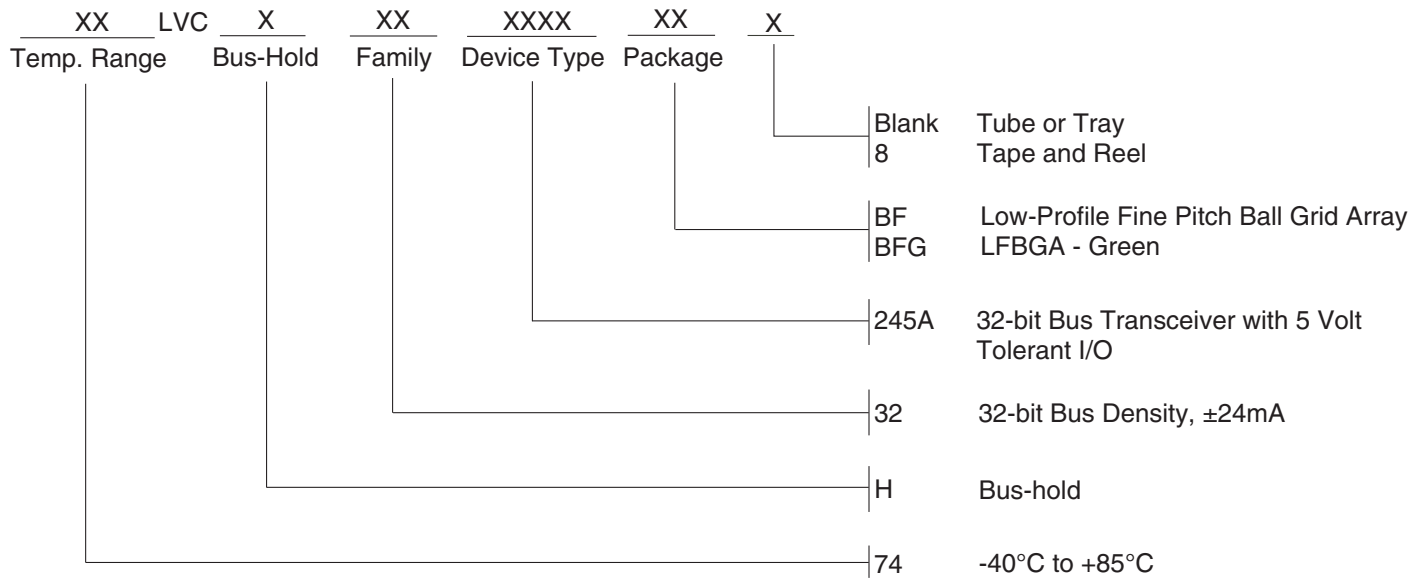 XX LVC X XX XXXX XX X
Temp. Range Bus-Hold Family Device Type Package
Blank Tube or Tray
8 Tape and Reel
BF Low-Profile Fine Pitch Ball Grid Array
BFG LFBGA - Green
245A 32-bit Bus Transceiver with 5 Volt
Tolerant I/O
32 32-bit Bus Density, ±24mA
H Bus-hold
74 -40°C to +85°C